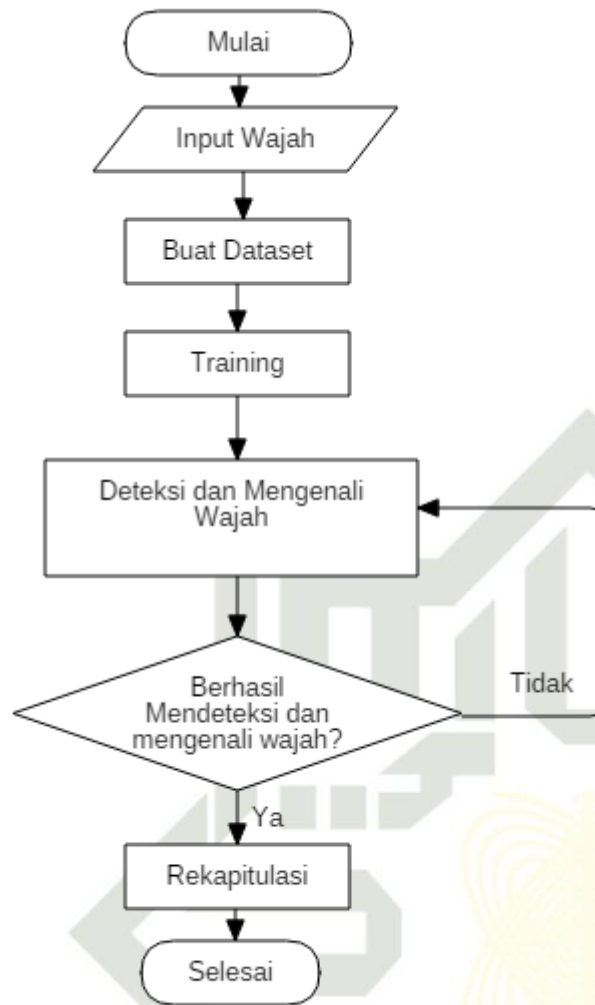 Mulai
Input Wajah
Buat Dataset
Training
Deteksi dan Mengenali
Wajah
Berhasil
Mendeteksi dan
mengenali wajah?
Tidak
Ya
Rekapitulasi
Selesai